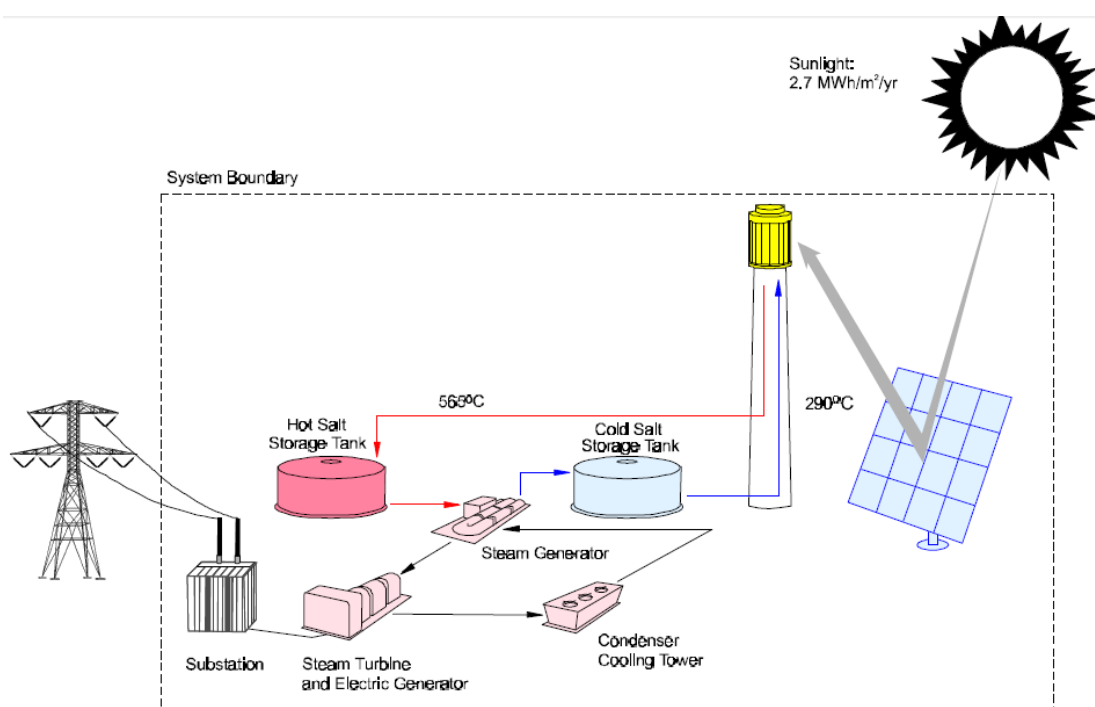 Sunlight:
2.7 MWh/m²/yr
System Boundary
565ºC
290ºC
Hot Salt
Storage Tank
Cold Salt
Storage Tank
Steam Generator
Substation
Steam Turbine
and Electric Generator
Condenser
Cooling Tower